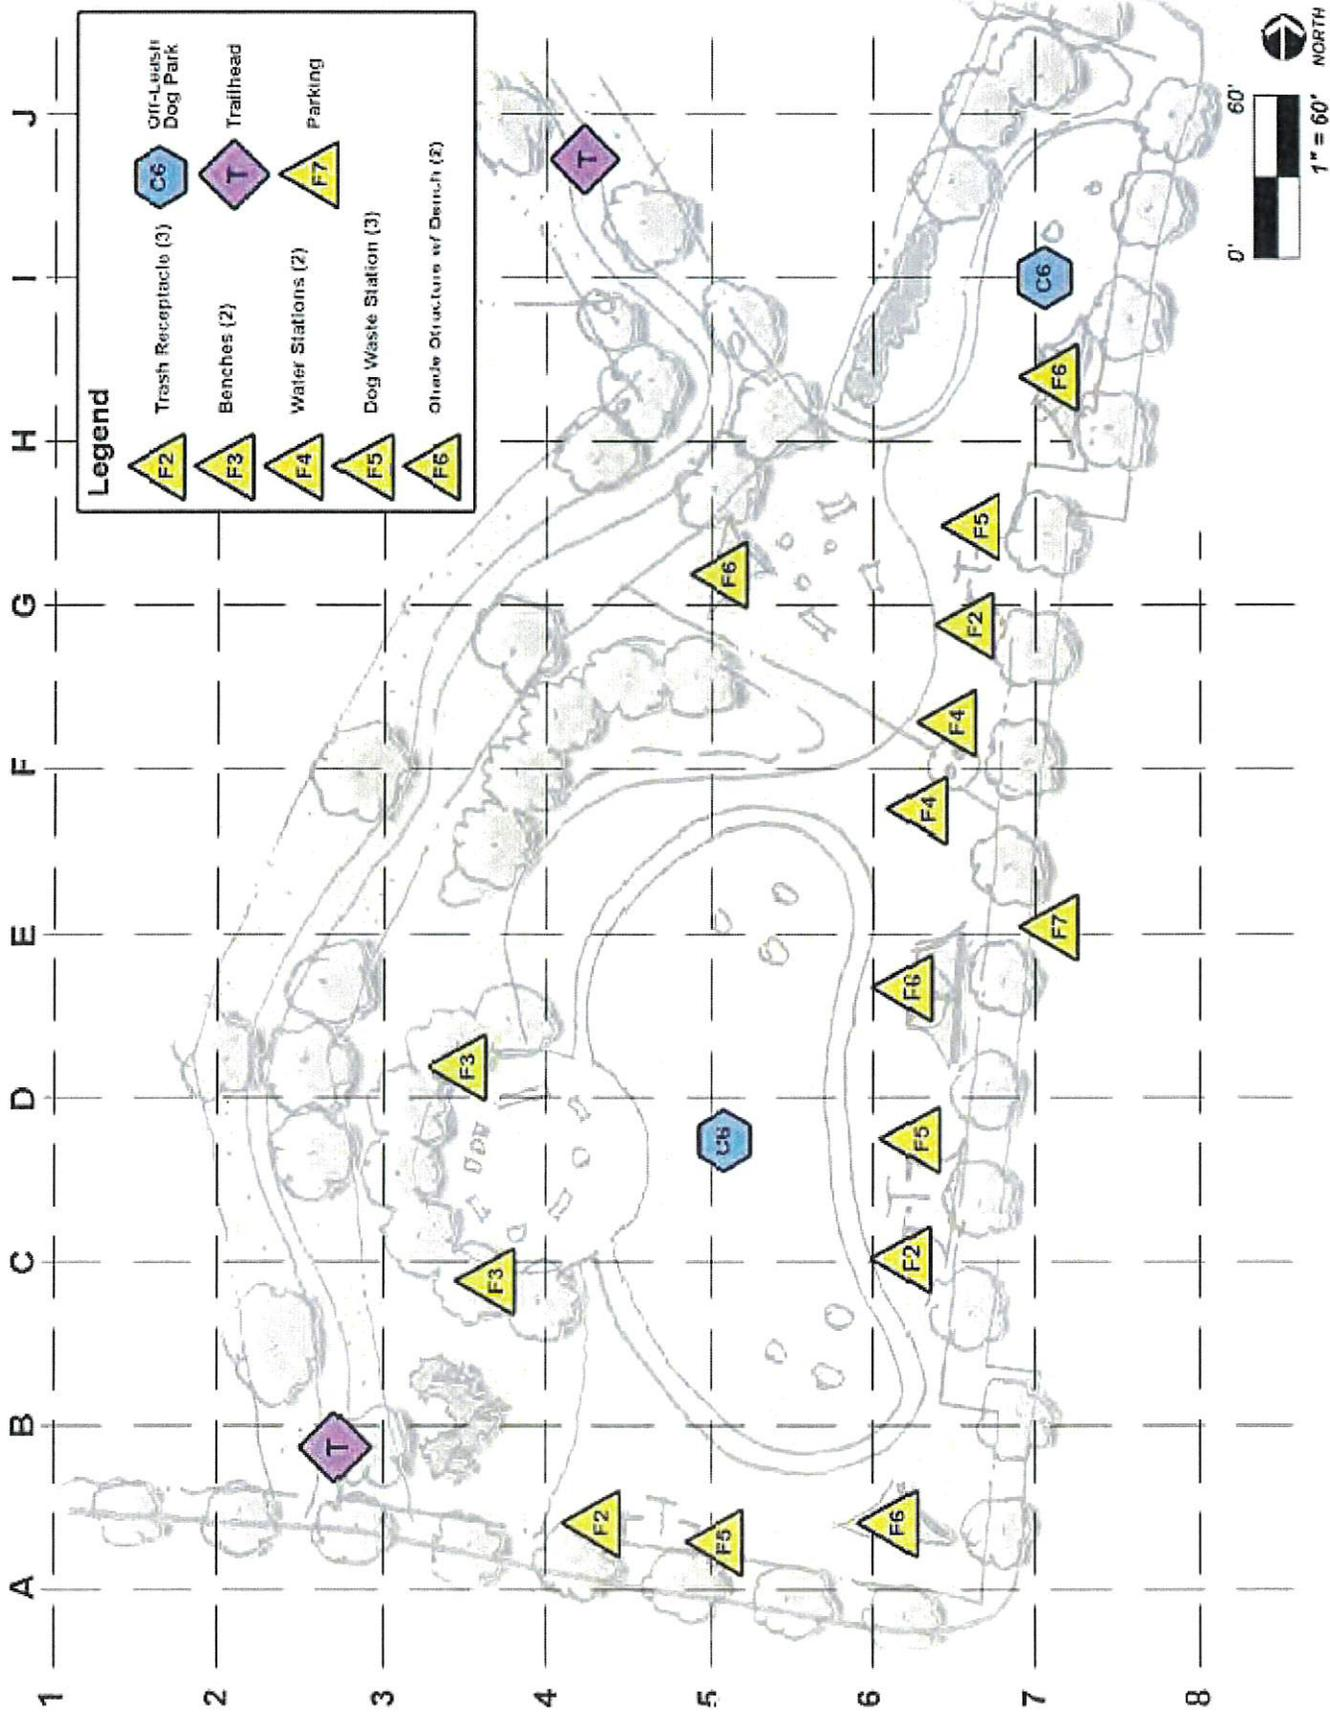 Legend
F2 Trash Receptacle (3)
F3 Benches (2)
F4 Water Stations (2)
F5 Dog Waste Station (3)
F6 Shade Structure w/ Bench (2)
C6 Off-Leash
Dog Park
T Trailhead
F7 Parking
A B C D E F G H I J
1
2
3
4
5
6
7
8
T
T
F3
F3
F2
F5
F6
C6
F2
F5
F6
F7
F4
F4
F2
F5
F6
F6
C6
0' 60'
1" = 60'
NORTH